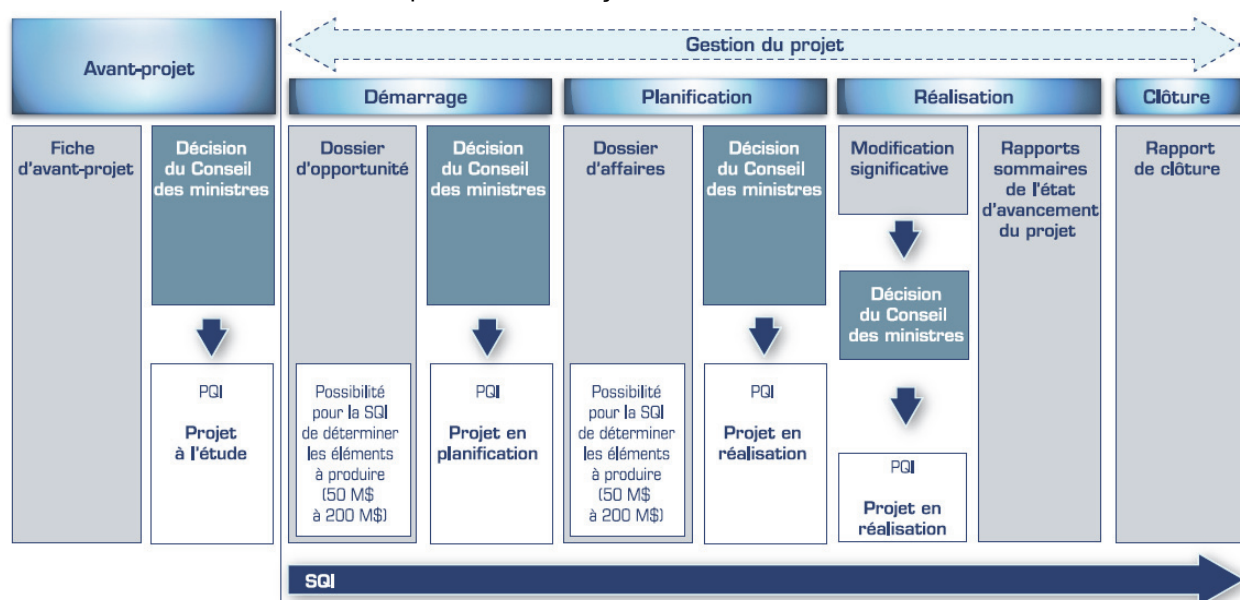 Avant-projet
Gestion du projet
Démarrage
Planification
Réalisation
Clôture
Fiche
d'avant-projet
Décision
du Conseil
des ministres
PQI
Projet
à l'étude
Dossier
d'opportunité
Possibilité
pour la SQI
de déterminer
les éléments
à produire
(50 M$
à 200 M$)
Décision
du Conseil
des ministres
PQI
Projet en
planification
Dossier
d'affaires
Possibilité
pour la SQI
de déterminer
les éléments
à produire
(50 M$
à 200 M$)
Décision
du Conseil
des ministres
PQI
Projet en
réalisation
Modification
significative
Décision
du Conseil
des ministres
PQI
Projet en
réalisation
Rapports
sommaires
de l'état
d'avancement
du projet
Rapport
de clôture
SQI